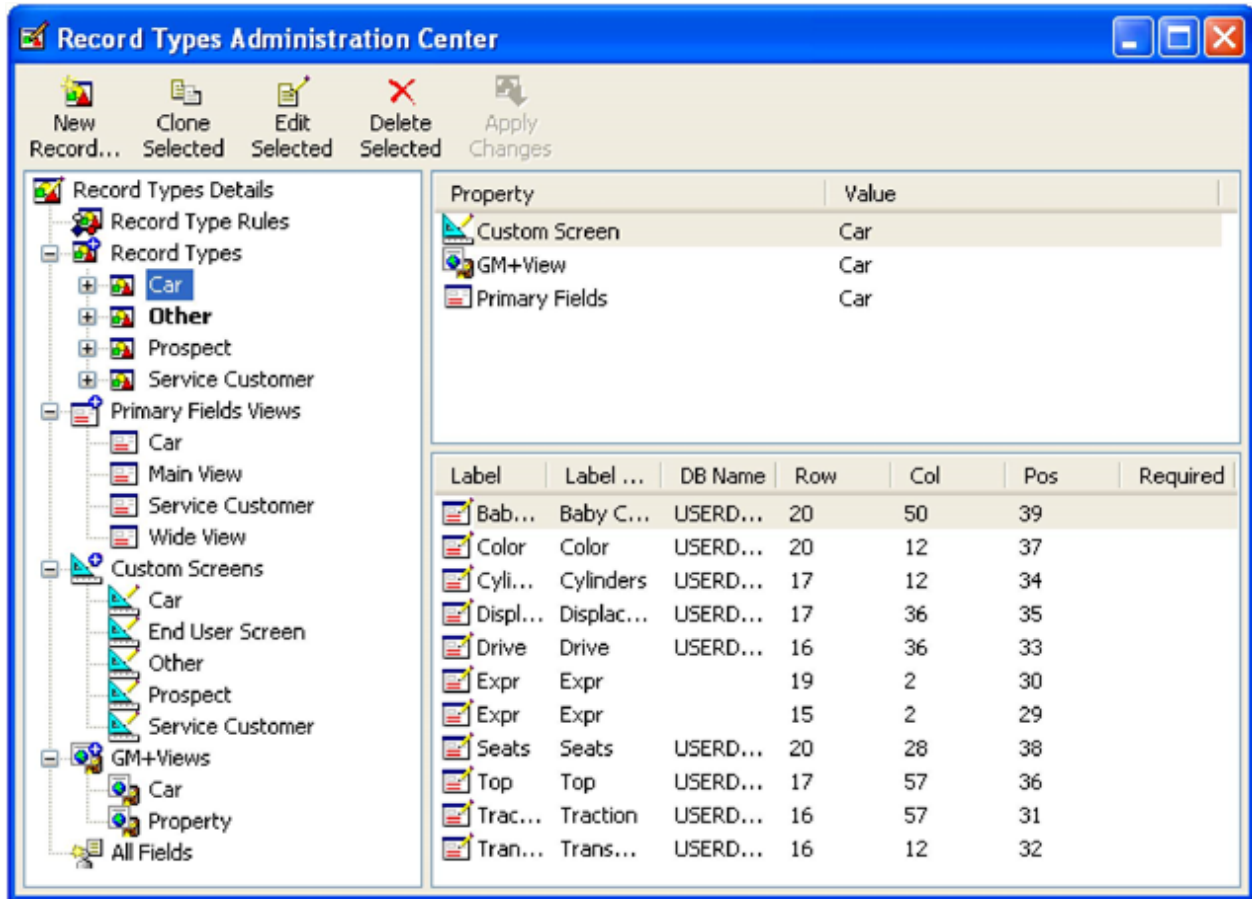 Record Types Administration Center
New Record... Clone Selected Edit Selected Delete Selected Apply Changes
Record Types Details
Record Type Rules
Record Types
Car
Other
Prospect
Service Customer
Primary Fields Views
Car
Main View
Service Customer
Wide View
Custom Screens
Car
End User Screen
Other
Prospect
Service Customer
GM+Views
Car
Property
All Fields
Property Value
Custom Screen Car
GM+View Car
Primary Fields Car
Label Label ... DB Name Row Col Pos Required
Bab... Baby C... USERD... 20 50 39
Color Color USERD... 20 12 37
Cyli... Cylinders USERD... 17 12 34
Displ... Displac... USERD... 17 36 35
Drive Drive USERD... 16 36 33
Expr Expr 19 2 30
Expr Expr 15 2 29
Seats Seats USERD... 20 28 38
Top Top USERD... 17 57 36
Trac... Traction USERD... 16 57 31
Tran... Trans... USERD... 16 12 32